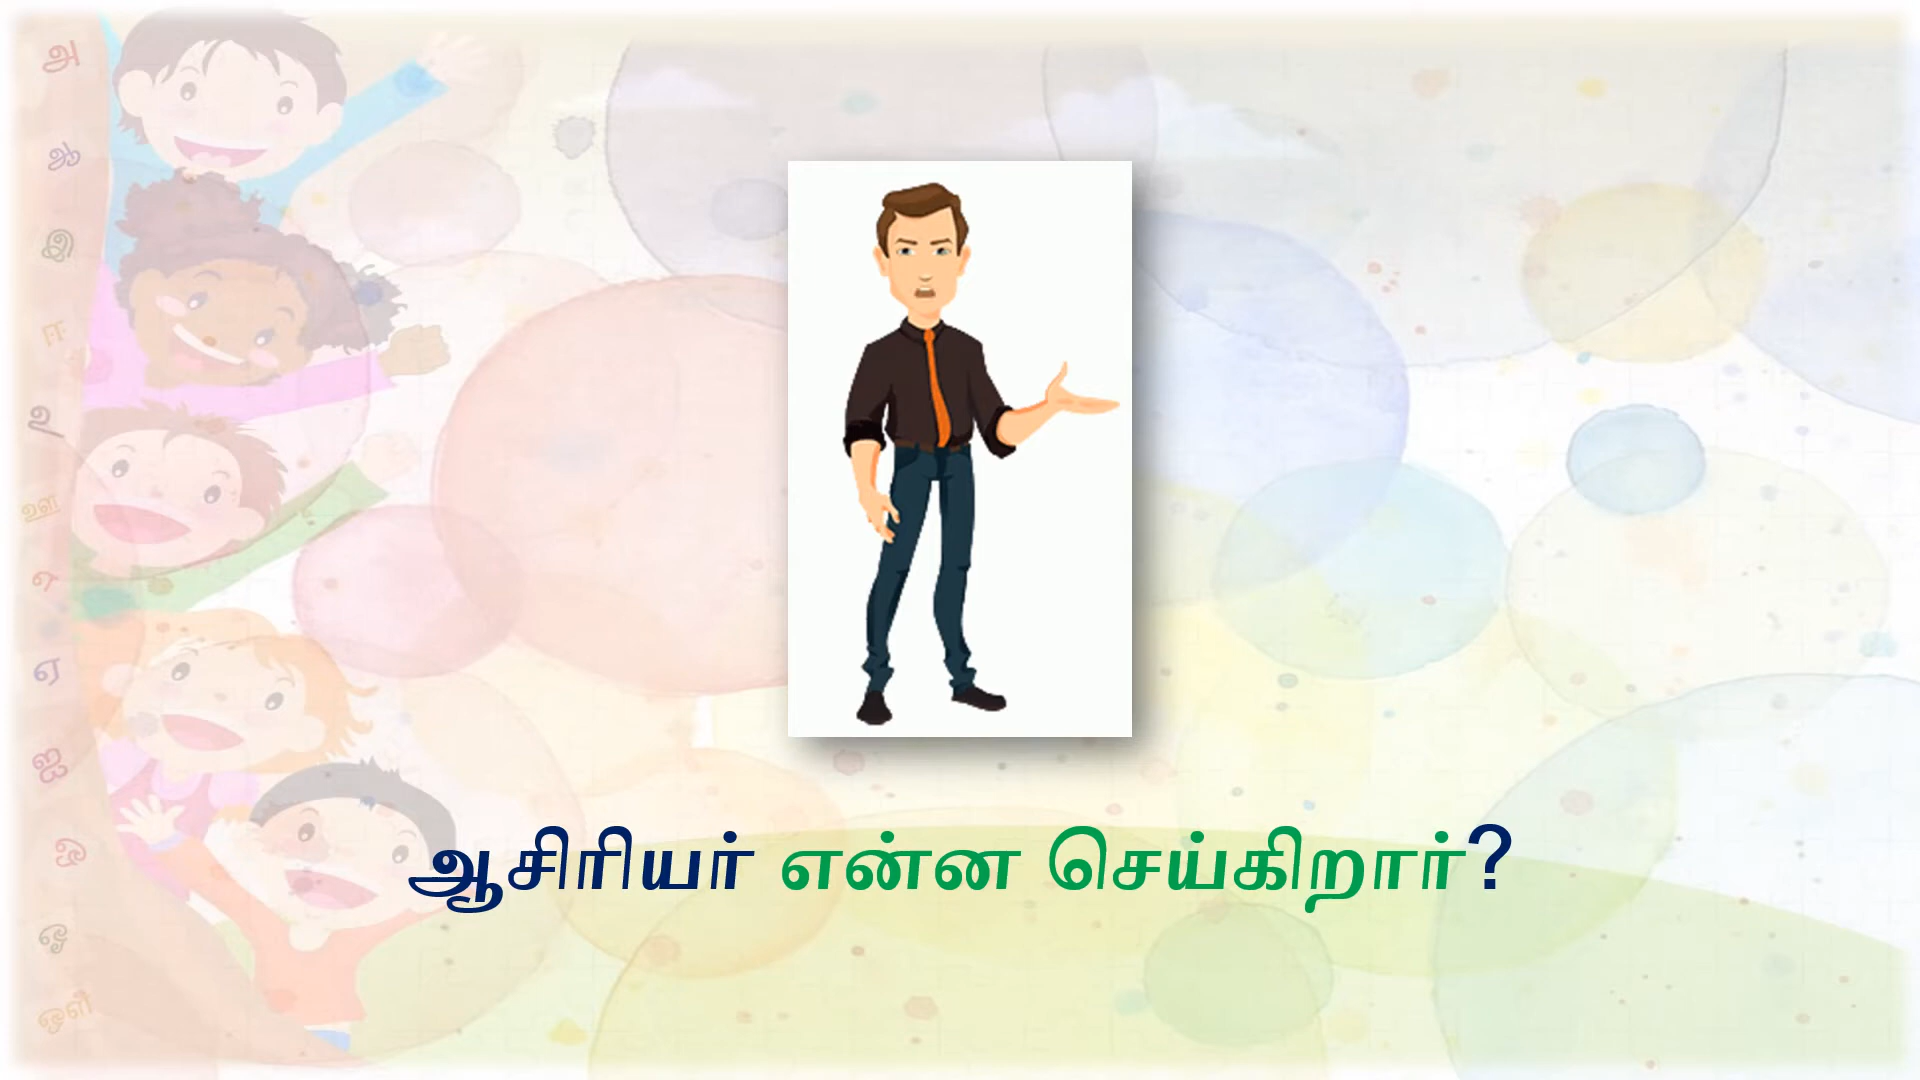 அ
ஆ
இ
ஈ
உ
ஊ
எ
ஏ
ஐ
ஒ
ஓ
ஔ
ஆசிரியர் என்ன செய்கிறார்?